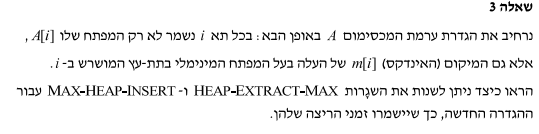 שאלה 3
נרחיב את הגדרת ערמת המכסימום A באופן הבא: בכל תא i נשמר לא רק המפתח שלו A[i],
אלא גם המיקום (האינדקס) m[i] של העלה בעל המפתח המינימלי בתת-עץ המושרש ב-i.
הראו כיצד ניתן לשנות את השגרות HEAP-EXTRACT-MAX ו-MAX-HEAP-INSERT עבור
ההגדרה החדשה, כך שיישמרו זמני הריצה שלהן.